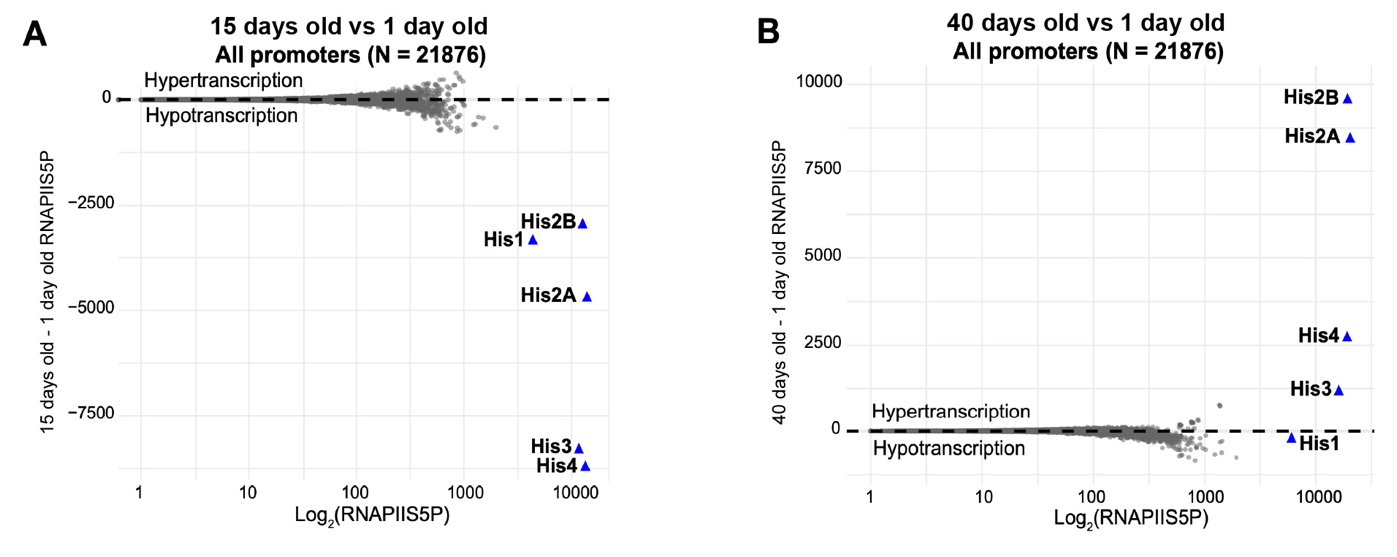 A
15 days old vs 1 day old
All promoters (N = 21876)
Hypertranscription
0
Hypotranscription
−2500
His2B
His1
−5000
His2A
−7500
His3
His4
15 days old - 1 day old RNAPIIS5P
1 10 100 1000 10000
Log2(RNAPIIS5P)
B
40 days old vs 1 day old
All promoters (N = 21876)
10000
His2B
His2A
7500
5000
His4
2500
His3
Hypertranscription
0
Hypotranscription
His1
40 days old - 1 day old RNAPIIS5P
1 10 100 1000 10000
Log2(RNAPIIS5P)